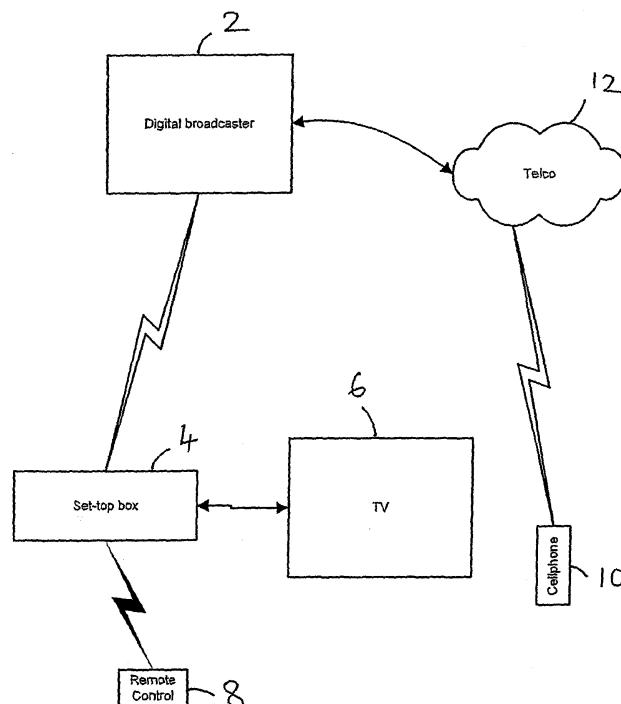 2
Digital broadcaster
12
Telco
6
4
Set-top box
TV
Cellphone
10
Remote
Control
8